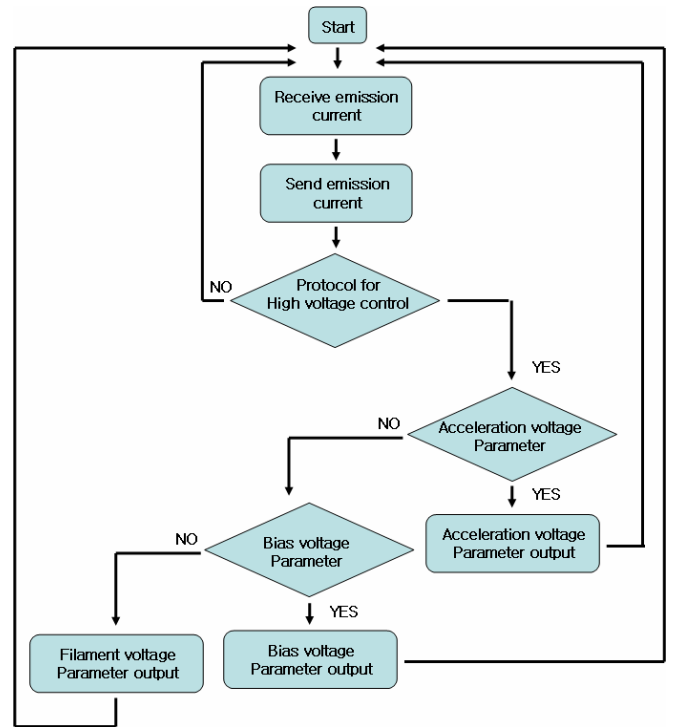 Start
Receive emission
current
Send emission
current
Protocol for
High voltage control
NO
YES
Acceleration voltage
Parameter
NO
YES
Acceleration voltage
Parameter output
Bias voltage
Parameter
NO
YES
Filament voltage
Parameter output
Bias voltage
Parameter output